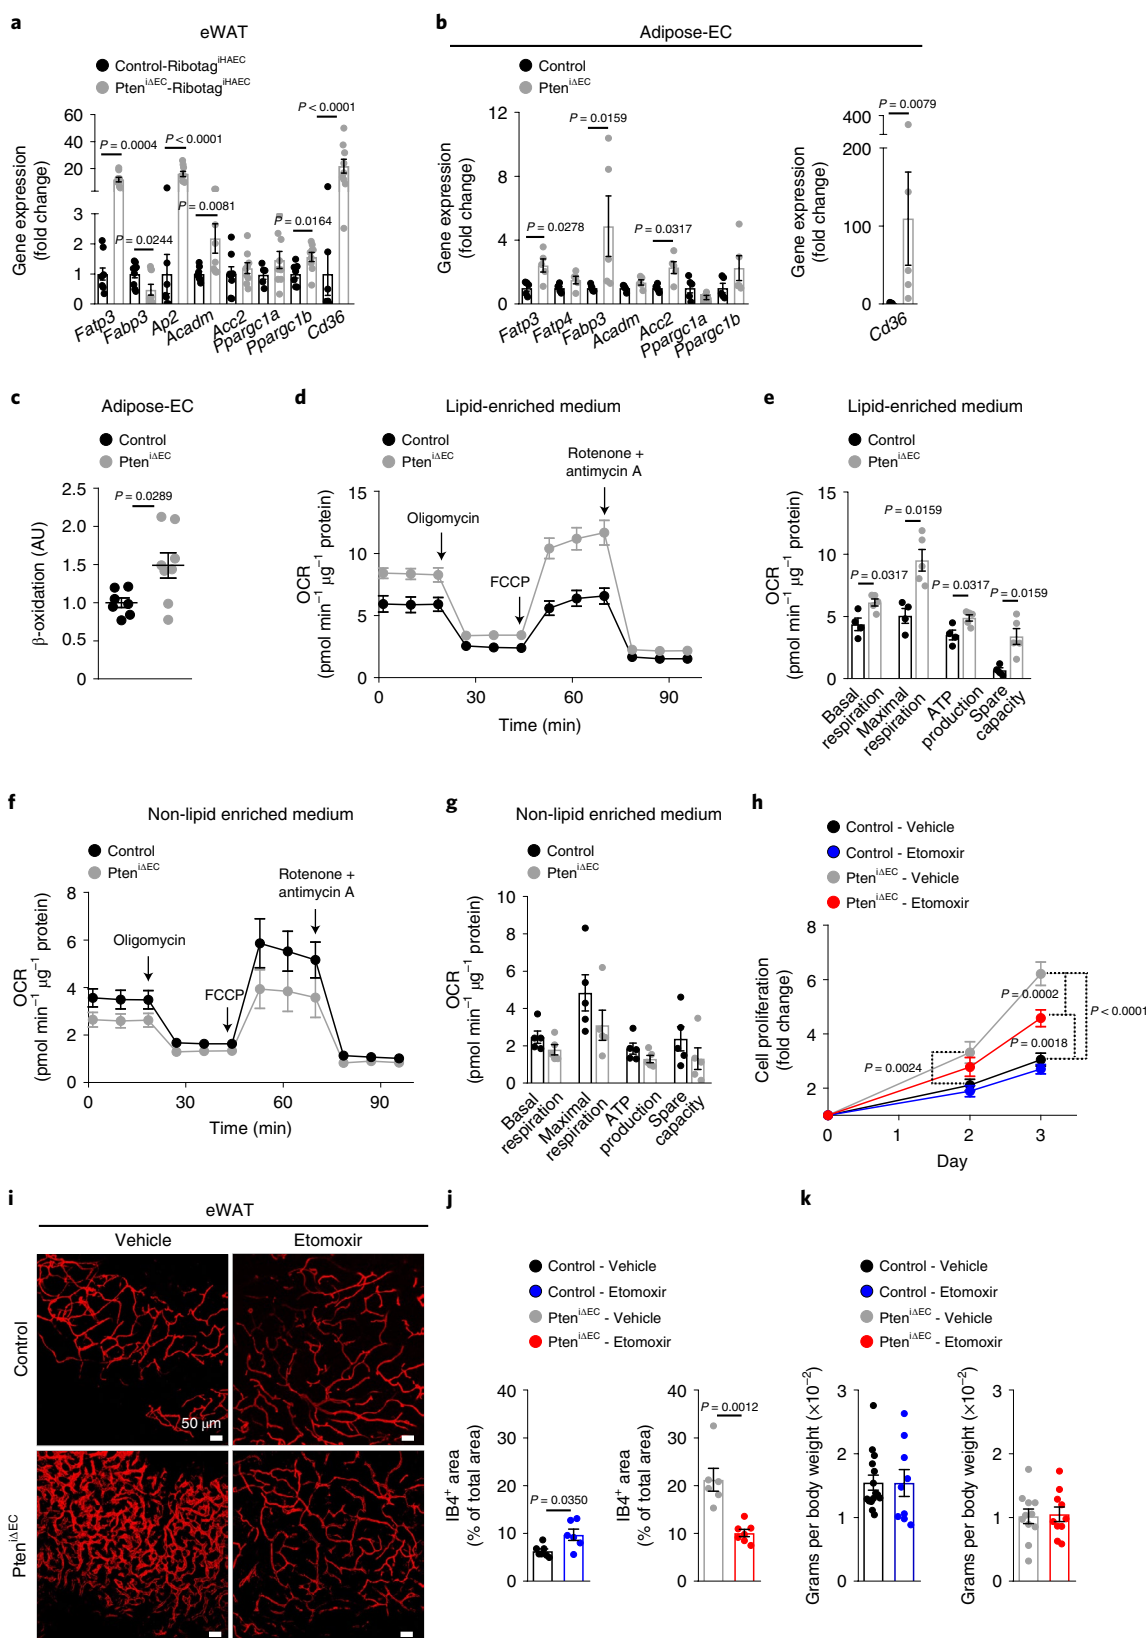 a
eWAT
Control-Ribotag^iHAEC
Pten^iΔEC-Ribotag^iHAEC
Gene expression
(fold change)
60
40
20
3
2
1
0
P = 0.0004
P < 0.0001
P < 0.0001
P = 0.0081
P = 0.0244
P = 0.0164
Fatp3
Fabp3
Ap2
Acadm
Acc2
Ppargc1a
Ppargc1b
Cd36
b
Adipose-EC
Control
Pten^iΔEC
Gene expression
(fold change)
12
8
4
0
P = 0.0278
P = 0.0159
P = 0.0317
Fatp3
Fatp4
Fabp3
Acadm
Acc2
Ppargc1a
Ppargc1b
Gene expression
(fold change)
P = 0.0079
400
200
100
0
Cd36
c
Adipose-EC
Control
Pten^iΔEC
β-oxidation (AU)
2.5
2.0
1.5
1.0
0.5
0
P = 0.0289
d
Lipid-enriched medium
Control
Pten^iΔEC
OCR
(pmol min⁻¹ μg⁻¹ protein)
15
10
5
0
Oligomycin
FCCP
Rotenone +
antimycin A
0
30
60
90
Time (min)
e
Lipid-enriched medium
Control
Pten^iΔEC
OCR
(pmol min⁻¹ μg⁻¹ protein)
15
10
5
0
P = 0.0317
P = 0.0159
P = 0.0317
P = 0.0159
Basal
respiration
Maximal
respiration
ATP
production
Spare
capacity
f
Non-lipid enriched medium
Control
Pten^iΔEC
OCR
(pmol min⁻¹ μg⁻¹ protein)
8
6
4
2
0
Oligomycin
FCCP
Rotenone +
antimycin A
0
30
60
90
Time (min)
g
Non-lipid enriched medium
Control
Pten^iΔEC
OCR
(pmol min⁻¹ μg⁻¹ protein)
10
8
6
4
2
0
Basal
respiration
Maximal
respiration
ATP
production
Spare
capacity
h
Control - Vehicle
Control - Etomoxir
Pten^iΔEC - Vehicle
Pten^iΔEC - Etomoxir
Cell proliferation
(fold change)
8
6
4
2
P = 0.0024
P = 0.0002
P = 0.0018
P < 0.0001
0
1
2
3
Day
i
eWAT
Vehicle
Etomoxir
Control
Pten^iΔEC
50 μm
j
Control - Vehicle
Control - Etomoxir
Pten^iΔEC - Vehicle
Pten^iΔEC - Etomoxir
IB4⁺ area
(% of total area)
40
30
20
10
0
P = 0.0350
IB4⁺ area
(% of total area)
40
30
20
10
0
P = 0.0012
k
Control - Vehicle
Control - Etomoxir
Pten^iΔEC - Vehicle
Pten^iΔEC - Etomoxir
Grams per body weight (×10⁻²)
3
2
1
0
Grams per body weight (×10⁻²)
3
2
1
0